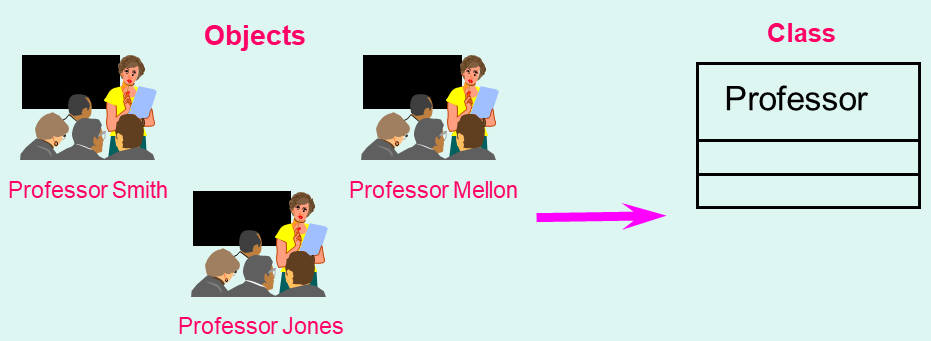 Objects
Class
Professor
Professor Smith
Professor Mellon
Professor Jones